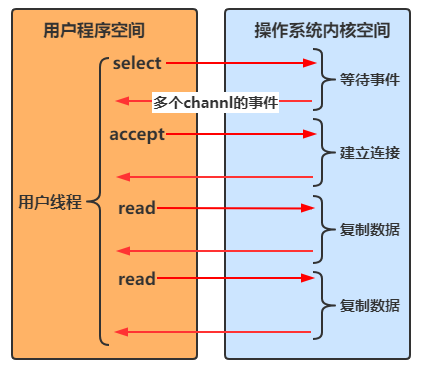 用户程序空间
操作系统内核空间
select
等待事件
多个channl的事件
accept
建立连接
用户线程
read
复制数据
read
复制数据